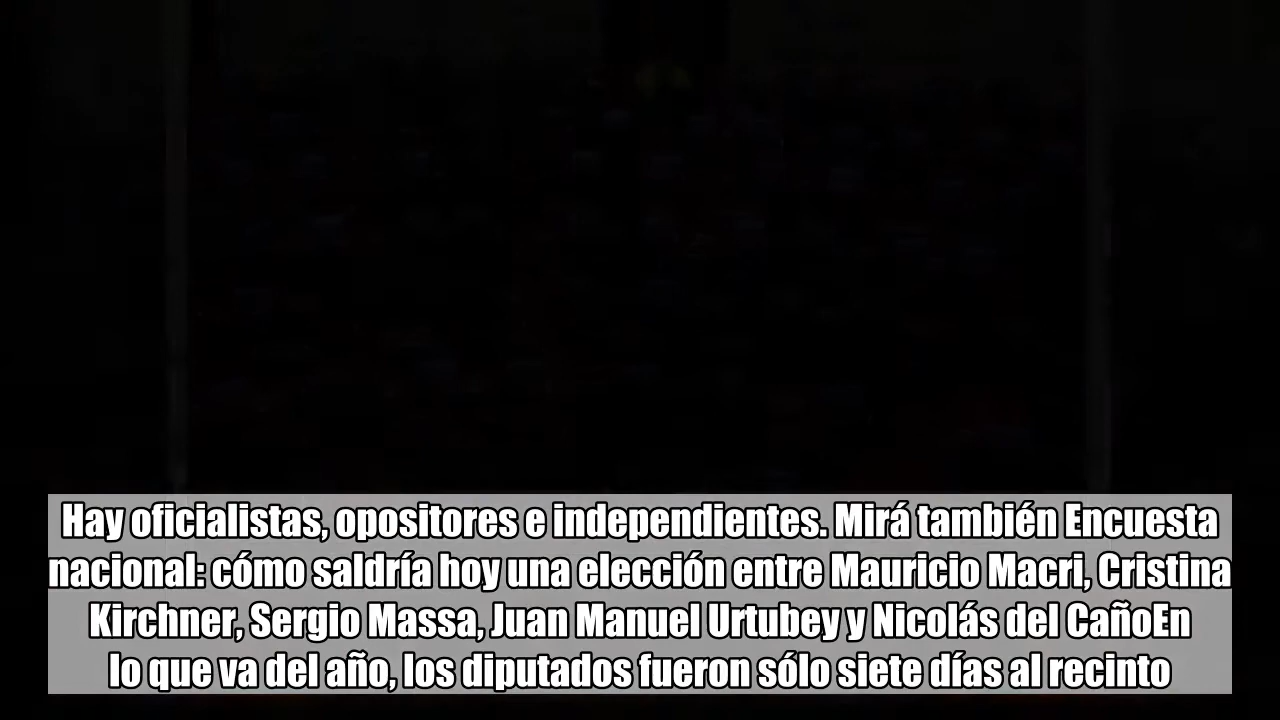 Hay oficialistas, opositores e independientes. Mirá también Encuesta
nacional: cómo saldría hoy una elección entre Mauricio Macri, Cristina
Kirchner, Sergio Massa, Juan Manuel Urtubey y Nicolás del CañoEn
lo que va del año, los diputados fueron sólo siete días al recinto